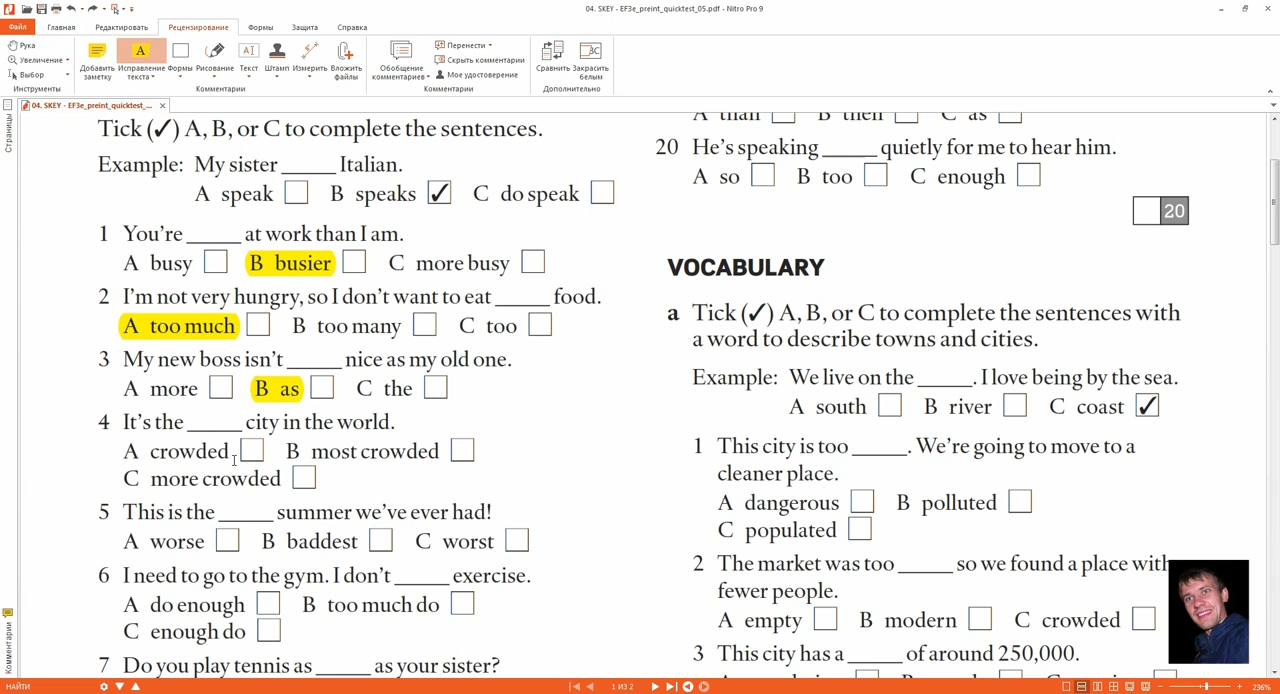 04. SKEY - EF3e_preint_quicktest_05.pdf - Nitro Pro 9
Файл Главная Редактировать Рецензирование Формы Защита Справка
Рука
Увеличение
Выбор
Инструменты
Добавить заметку
Исправление текста
Формы
Рисование
Текст
Штамп
Измерить
Вложить файлы
Комментарии
Обобщение комментариев
Перенести
Скрыть комментарии
Мое удостоверение
Комментарии
Сравнить
Закрасить белым
Дополнительно
04. SKEY - EF3e_preint_quicktest_...
Страницы
Tick (✓) A, B, or C to complete the sentences.
Example: My sister _____ Italian.
A speak B speaks ✓ C do speak
1 You're _____ at work than I am.
A busy B busier C more busy
2 I'm not very hungry, so I don't want to eat _____ food.
A too much B too many C too
3 My new boss isn't _____ nice as my old one.
A more B as C the
4 It's the _____ city in the world.
A crowded B most crowded
C more crowded
5 This is the _____ summer we've ever had!
A worse B baddest C worst
6 I need to go to the gym. I don't _____ exercise.
A do enough B too much do
C enough do
7 Do you play tennis as _____ as your sister?
A than B then C as
20 He's speaking _____ quietly for me to hear him.
A so B too C enough
20
VOCABULARY
a Tick (✓) A, B, or C to complete the sentences with
a word to describe towns and cities.
Example: We live on the _____. I love being by the sea.
A south B river C coast ✓
1 This city is too _____. We're going to move to a
cleaner place.
A dangerous B polluted
C populated
2 The market was too _____ so we found a place with
fewer people.
A empty B modern C crowded
3 This city has a _____ of around 250,000.
Комментарии
НАЙТИ
1 ИЗ 2
236%